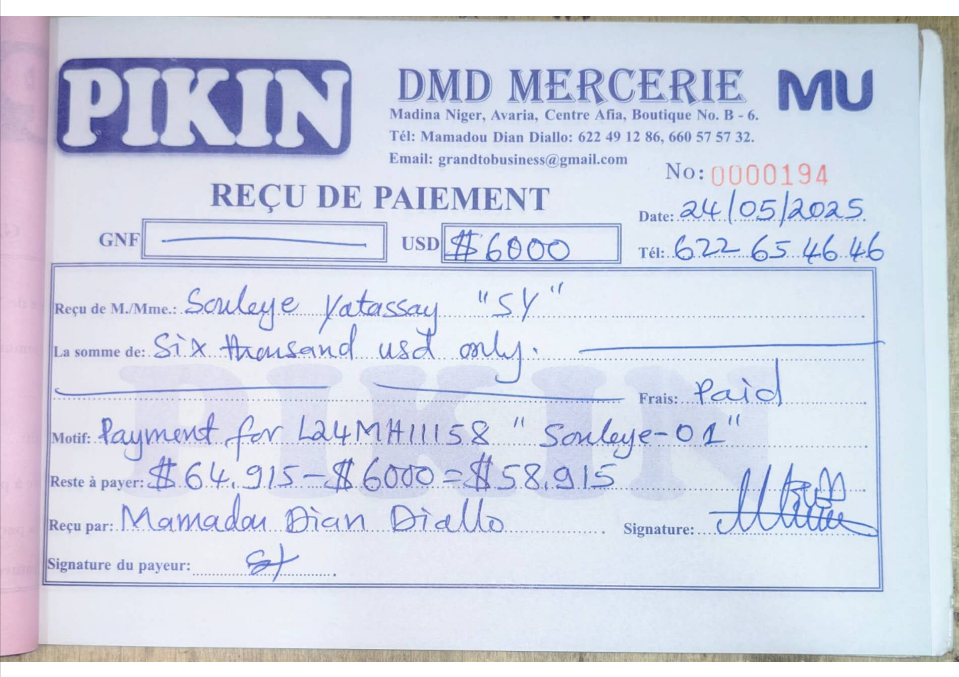 PIKIN
DMD MERCERIE
MU
Madina Niger, Avaria, Centre Afia, Boutique No. B - 6.
Tél: Mamadou Dian Diallo: 622 49 12 86, 660 57 57 32.
Email: grandtobusiness@gmail.com
No: 0000194
REÇU DE PAIEMENT
Date: 24/05/2025
GNF USD $6000
Tél: 622 65 46 46
Reçu de M./Mme.: Souleye Yatassay "SY"
La somme de: Six thousand usd only.
Frais: Paid
Motif: Payment for L24MH11158 "Souleye-01"
Reste à payer: $64.915-$6000=$58.915
Reçu par: Mamadou Dian Diallo Signature:
Signature du payeur:
PIKIN